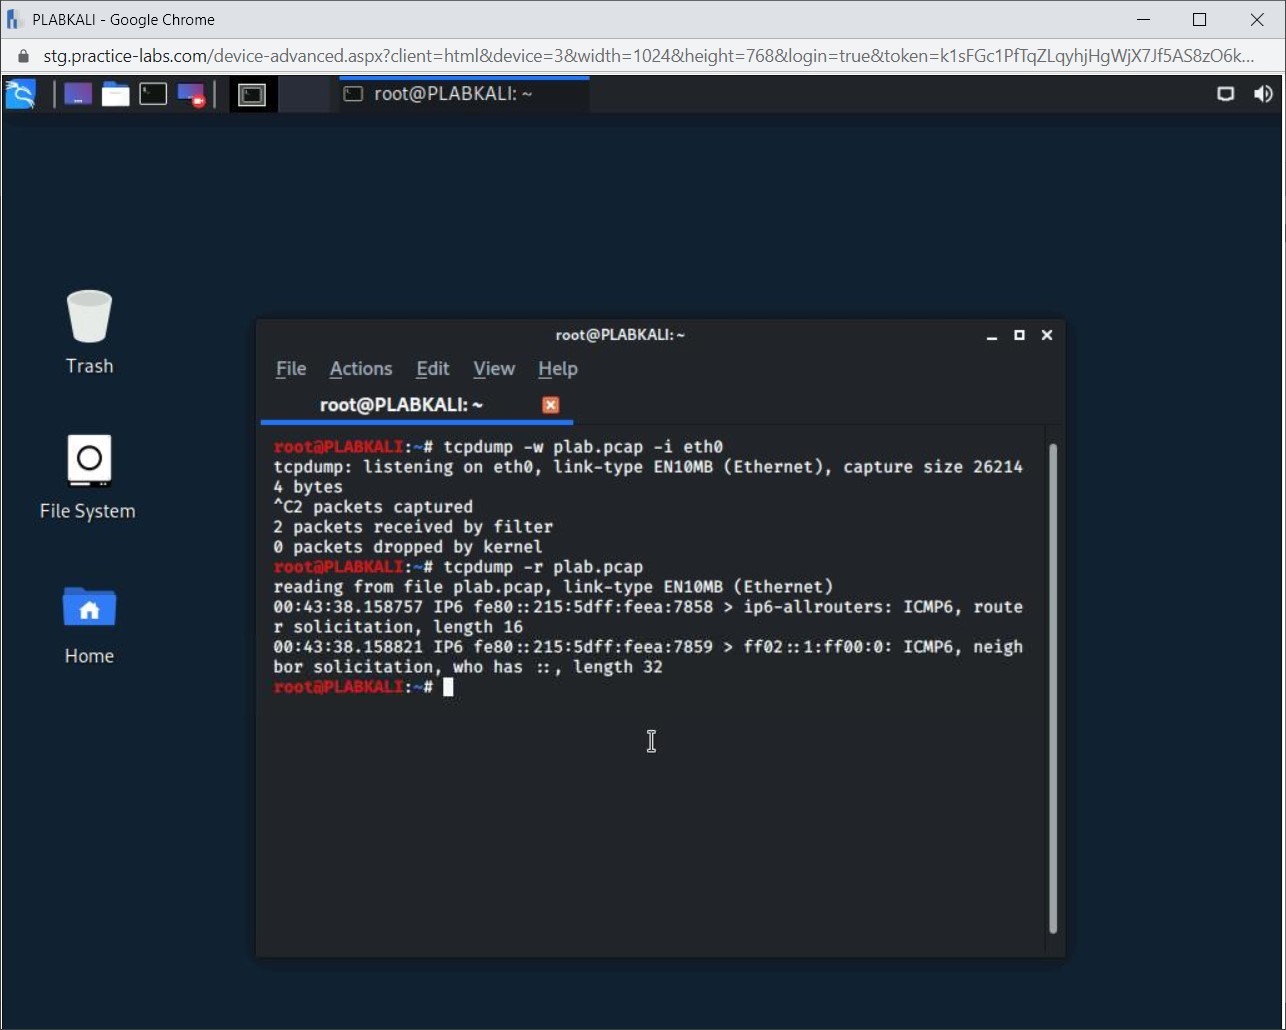 PLABKALI - Google Chrome
stg.practice-labs.com/device-advanced.aspx?client=html&device=3&width=1024&height=768&login=true&token=k1sFGc1PfTqZLqyhjHgWjX7Jf5AS8zO6k...
root@PLABKALI: ~
Trash
File System
Home
root@PLABKALI: ~
File Actions Edit View Help
root@PLABKALI: ~
root@PLABKALI:~# tcpdump -w plab.pcap -i eth0
tcpdump: listening on eth0, link-type EN10MB (Ethernet), capture size 26214
4 bytes
^C2 packets captured
2 packets received by filter
0 packets dropped by kernel
root@PLABKALI:~# tcpdump -r plab.pcap
reading from file plab.pcap, link-type EN10MB (Ethernet)
00:43:38.158757 IP6 fe80::215:5dff:feea:7858 > ip6-allrouters: ICMP6, route
r solicitation, length 16
00:43:38.158821 IP6 fe80::215:5dff:feea:7859 > ff02::1:ff00:0: ICMP6, neigh
bor solicitation, who has ::, length 32
root@PLABKALI:~#